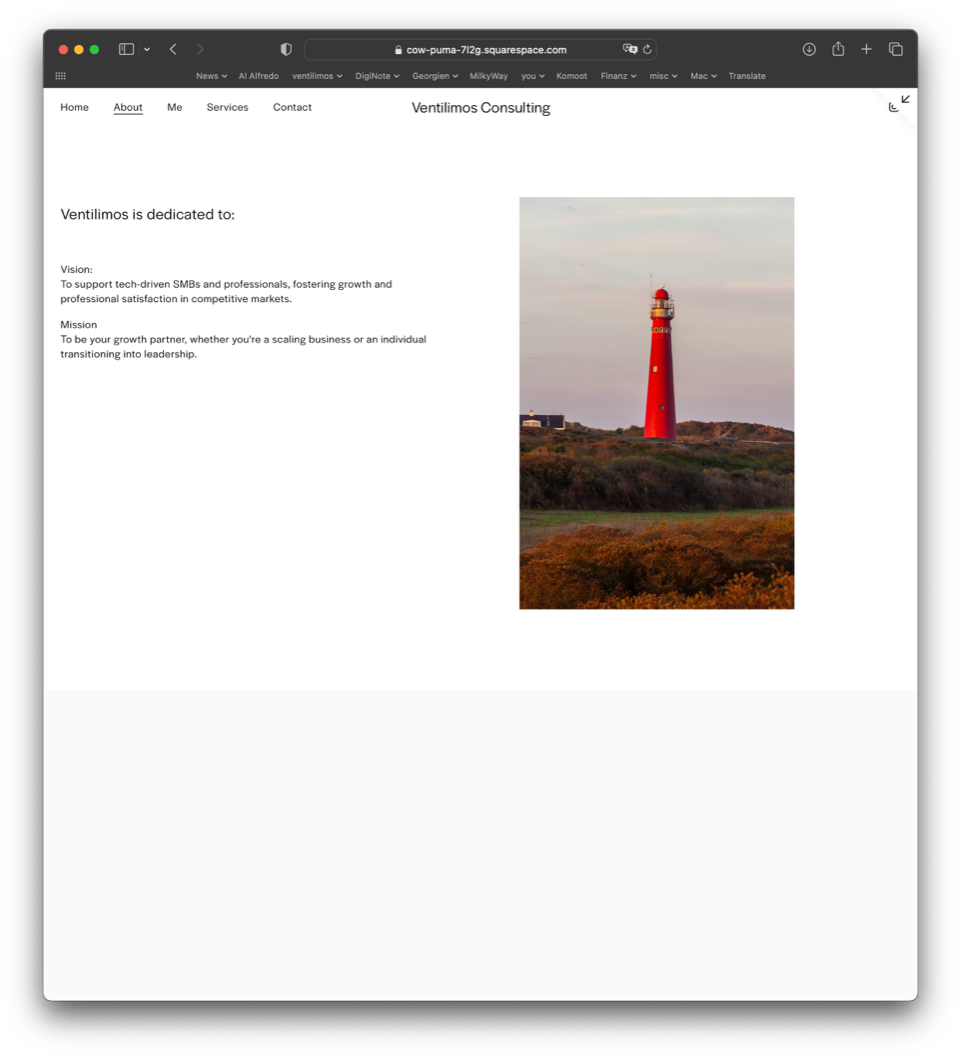 cow-puma-7l2g.squarespace.com
News AI Alfredo ventilimos DigiNote Georgien MilkyWay you Komoot Finanz misc Mac Translate
Home About Me Services Contact Ventilimos Consulting
Ventilimos is dedicated to:
Vision:
To support tech-driven SMBs and professionals, fostering growth and
professional satisfaction in competitive markets.
Mission
To be your growth partner, whether you're a scaling business or an individual
transitioning into leadership.